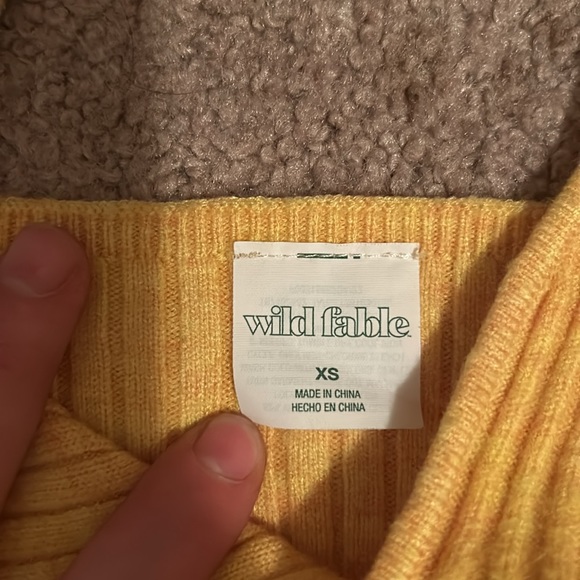 wild fable
XS
MADE IN CHINA
HECHO EN CHINA